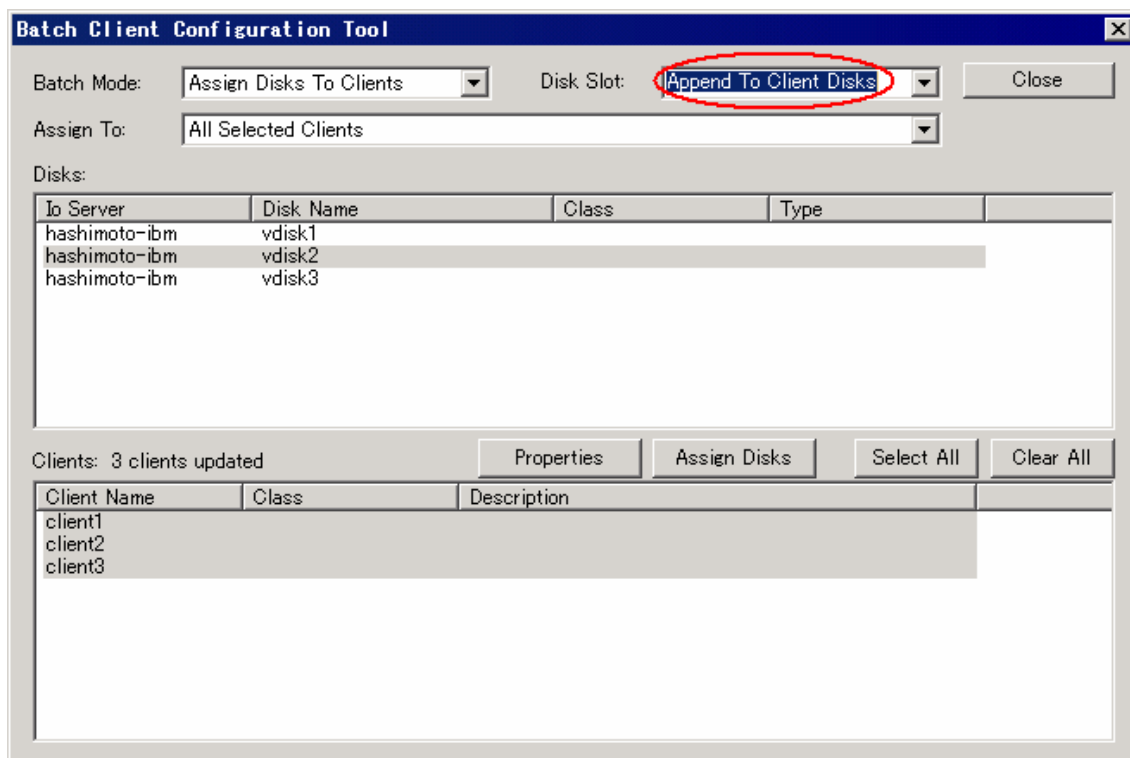 Batch Client Configuration Tool
Batch Mode: Assign Disks To Clients Disk Slot: Append To Client Disks Close
Assign To: All Selected Clients
Disks:
Io Server Disk Name Class Type
hashimoto-ibm vdisk1
hashimoto-ibm vdisk2
hashimoto-ibm vdisk3
Clients: 3 clients updated Properties Assign Disks Select All Clear All
Client Name Class Description
client1
client2
client3